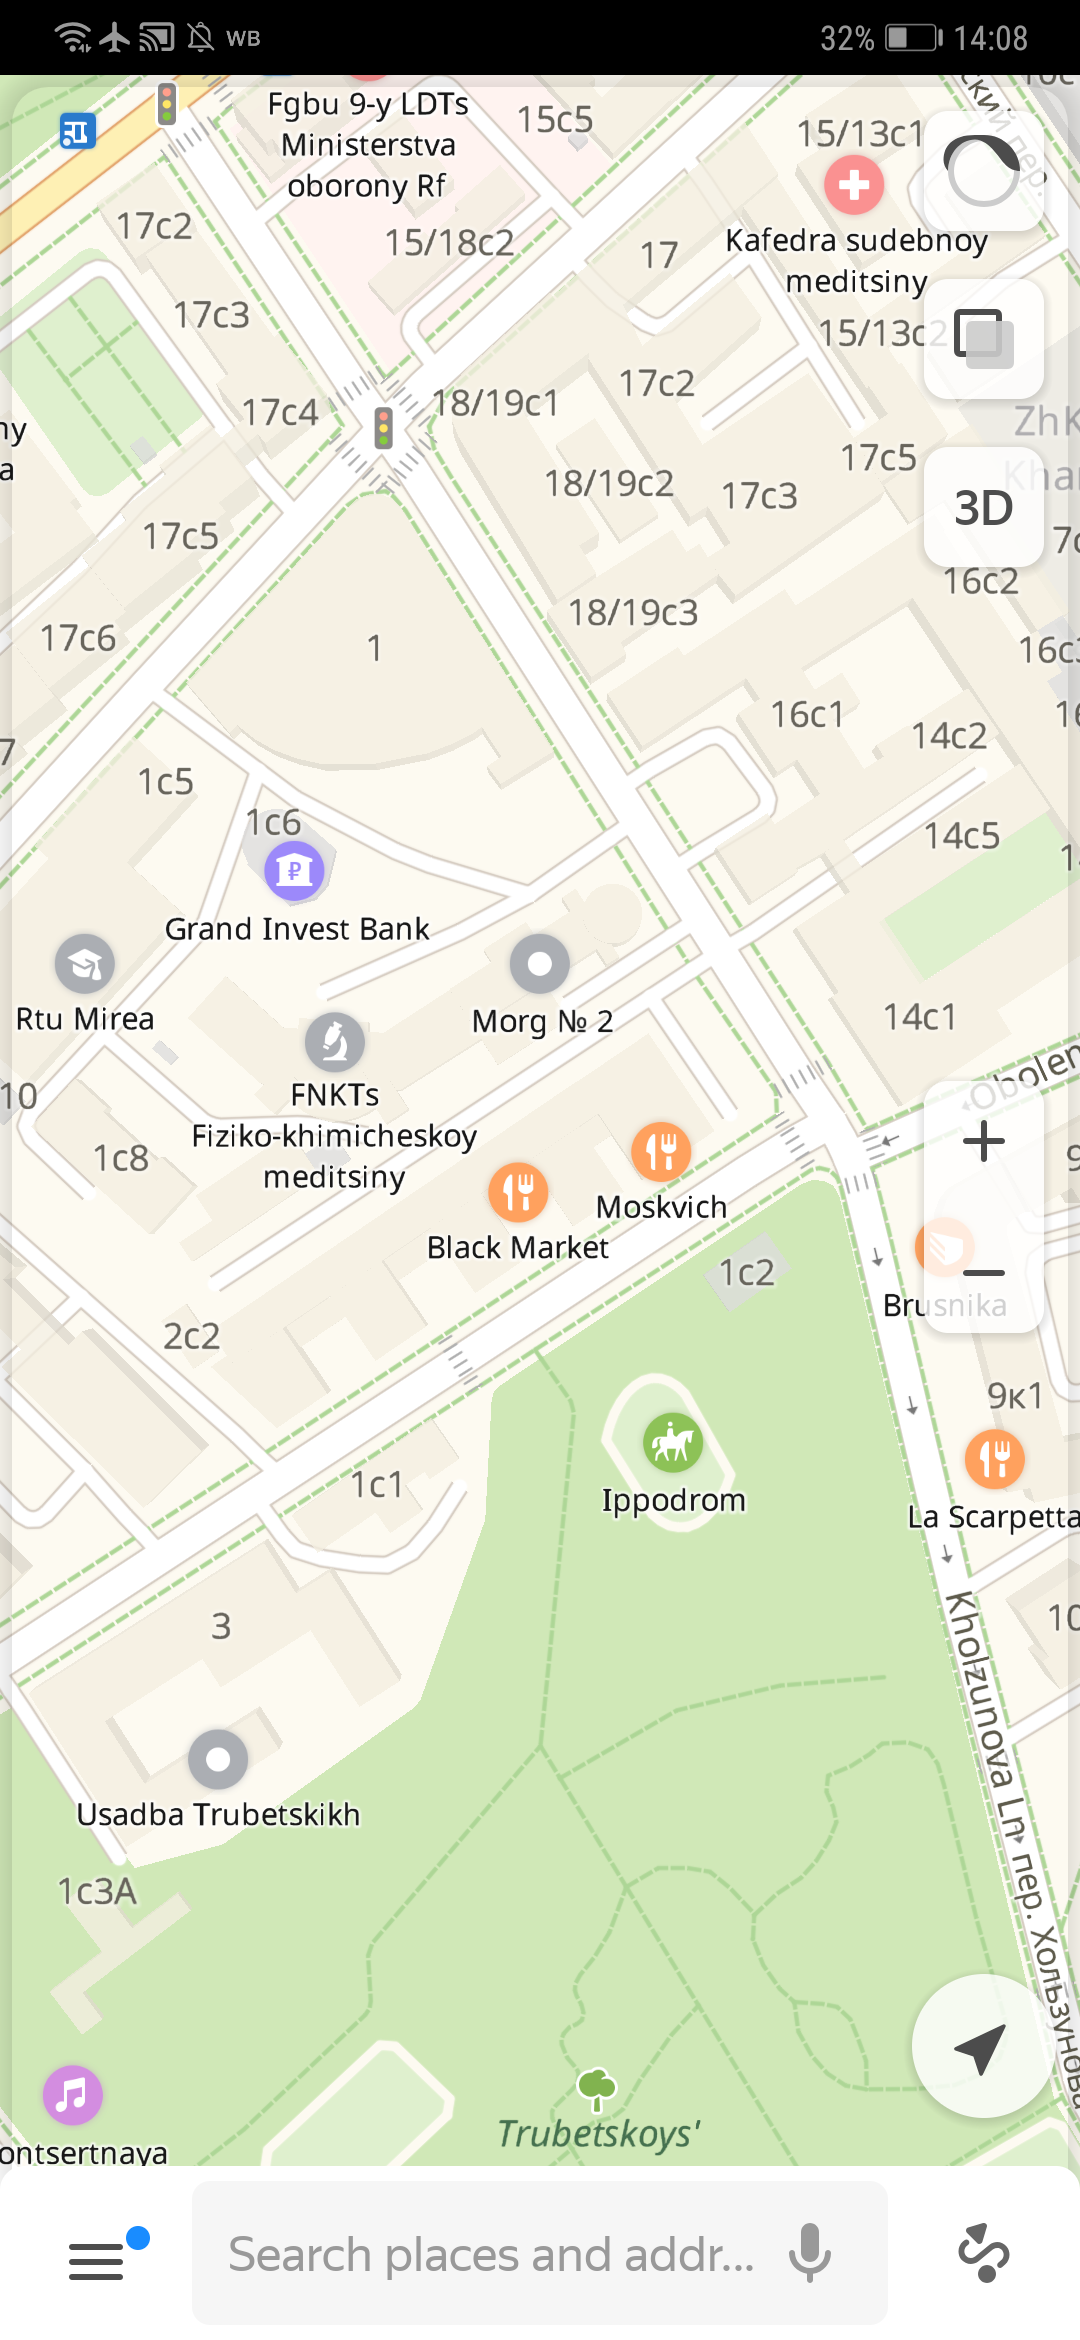 WB
32%
14:08
Fgbu 9-y LDTs
Ministerstva
oborony Rf
15c5
15/13c1
17c2
15/18c2
17
Kafedra sudebnoy
meditsiny
17c3
15/13c2
17c2
17c4
18/19c1
17c5
18/19c2
17c3
3D
17c5
16c2
18/19c3
17c6
1
16c1
14c2
1c5
1c6
14c5
Grand Invest Bank
Rtu Mirea
Morg № 2
14c1
FNKTs
Fiziko-khimicheskoy
meditsiny
10
1c8
Moskvich
Black Market
1c2
Brusnika
2c2
9к1
1c1
Ippodrom
La Scarpetta
3
Kholzunova Ln
пер. Хользунова
Usadba Trubetskikh
1c3A
Trubetskoys'
ontsertnaya
Search places and addr...